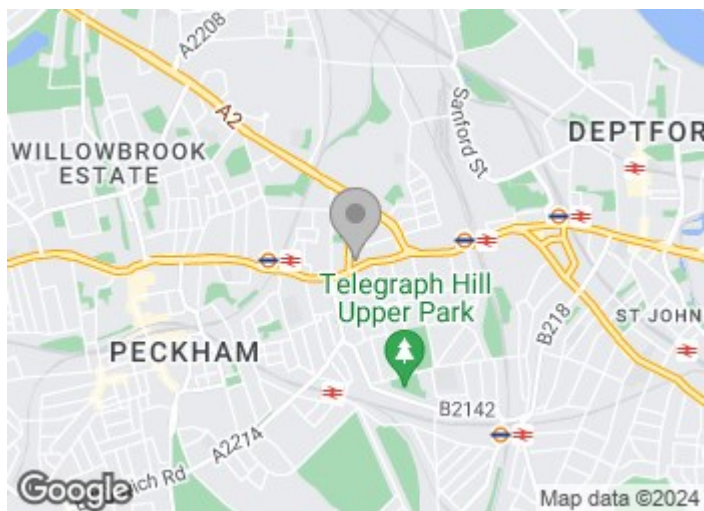 A2208
A2
Sanford St
DEPTFOR
WILLOWBROOK
ESTATE
Telegraph Hill
Upper Park
B218
ST JOHN
PECKHAM
B2142
A2214
ich Rd
Google
Map data ©2024